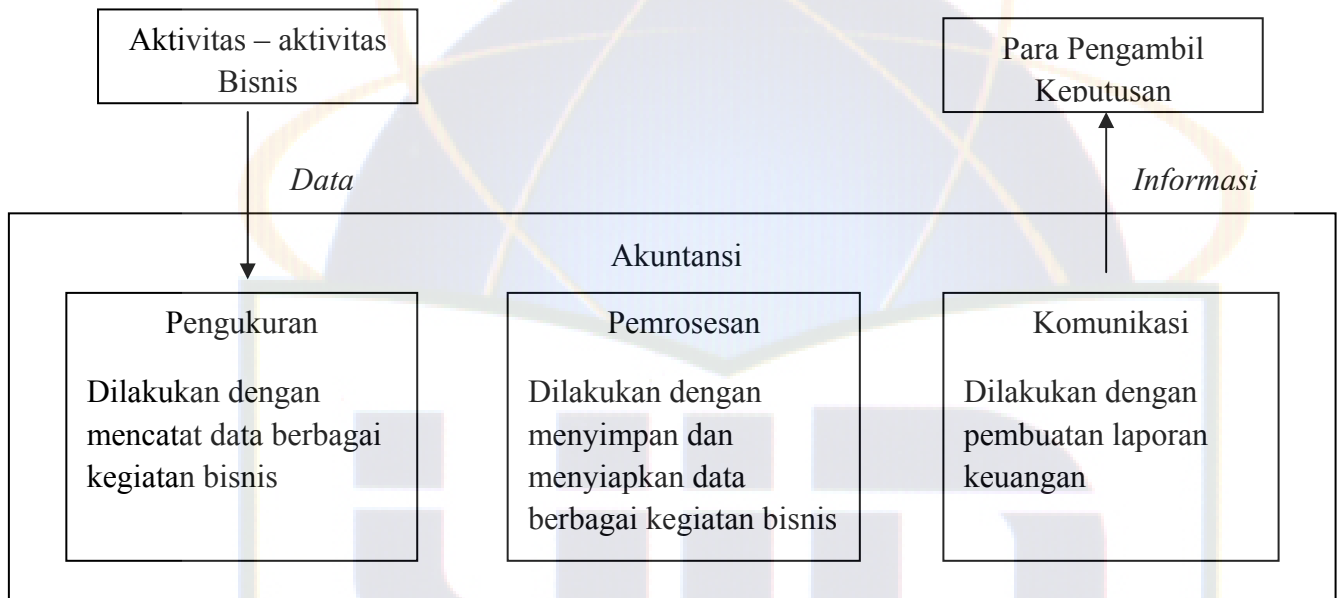 Aktivitas – aktivitas
Bisnis
Para Pengambil
Keputusan
Data
Informasi
Akuntansi
Pengukuran
Dilakukan dengan
mencatat data berbagai
kegiatan bisnis
Pemrosesan
Dilakukan dengan
menyimpan dan
menyiapkan data
berbagai kegiatan bisnis
Komunikasi
Dilakukan dengan
pembuatan laporan
keuangan